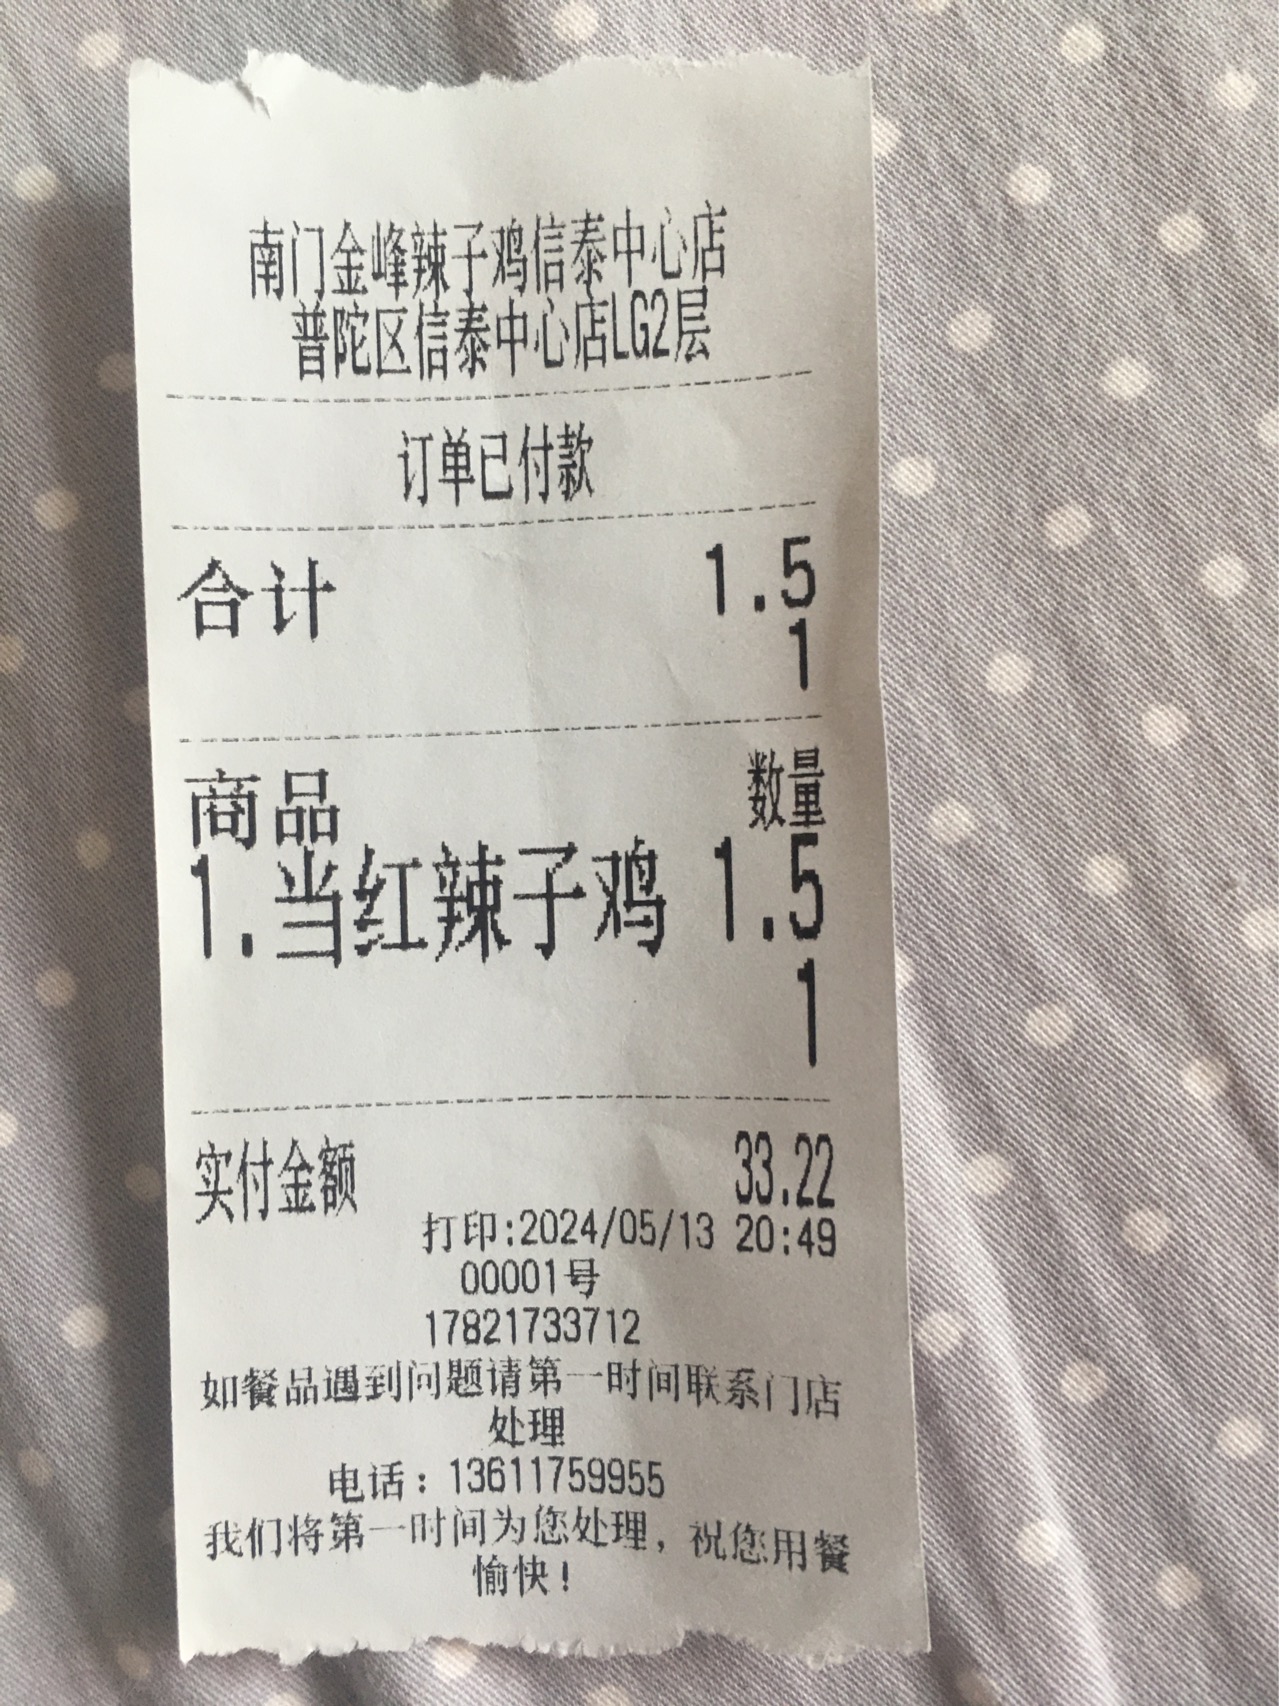 南门金峰辣子鸡信泰中心店
普陀区信泰中心店LG2层
订单已付款
合计 1.5
1
商品 数量
1.当红辣子鸡 1.5
1
实付金额 33.22
打印:2024/05/13 20:49
00001号
17821733712
如餐品遇到问题请第一时间联系门店
处理
电话：13611759955
我们将第一时间为您处理，祝您用餐
愉快！